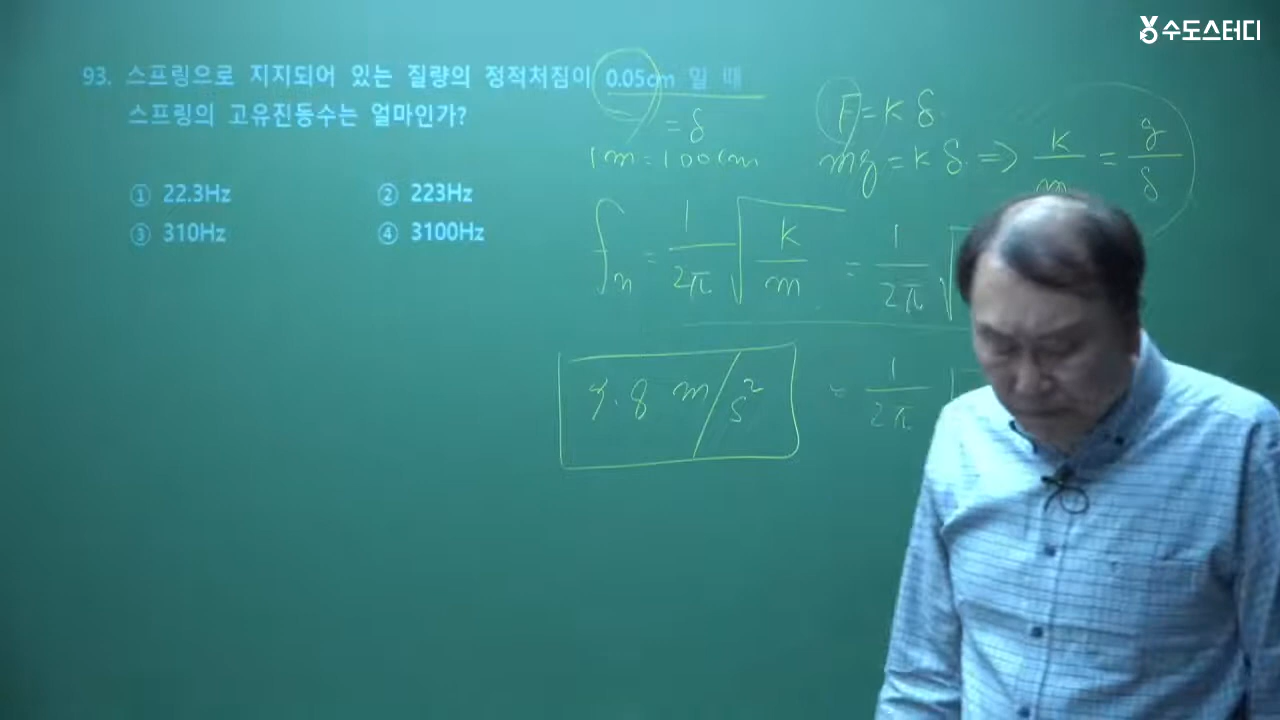 수도스터디
93. 스프링으로 지지되어 있는 질량의 정적처짐이 0.05cm 일 때
스프링의 고유진동수는 얼마인가?
① 22.3Hz ② 223Hz
③ 310Hz ④ 3100Hz
= δ
1m = 100cm
F = k δ
mg = k δ ⇒ k/m = g/δ
fn = 1/2π √k/m = 1/2π √
9.8 m/s²
= 1/2π √